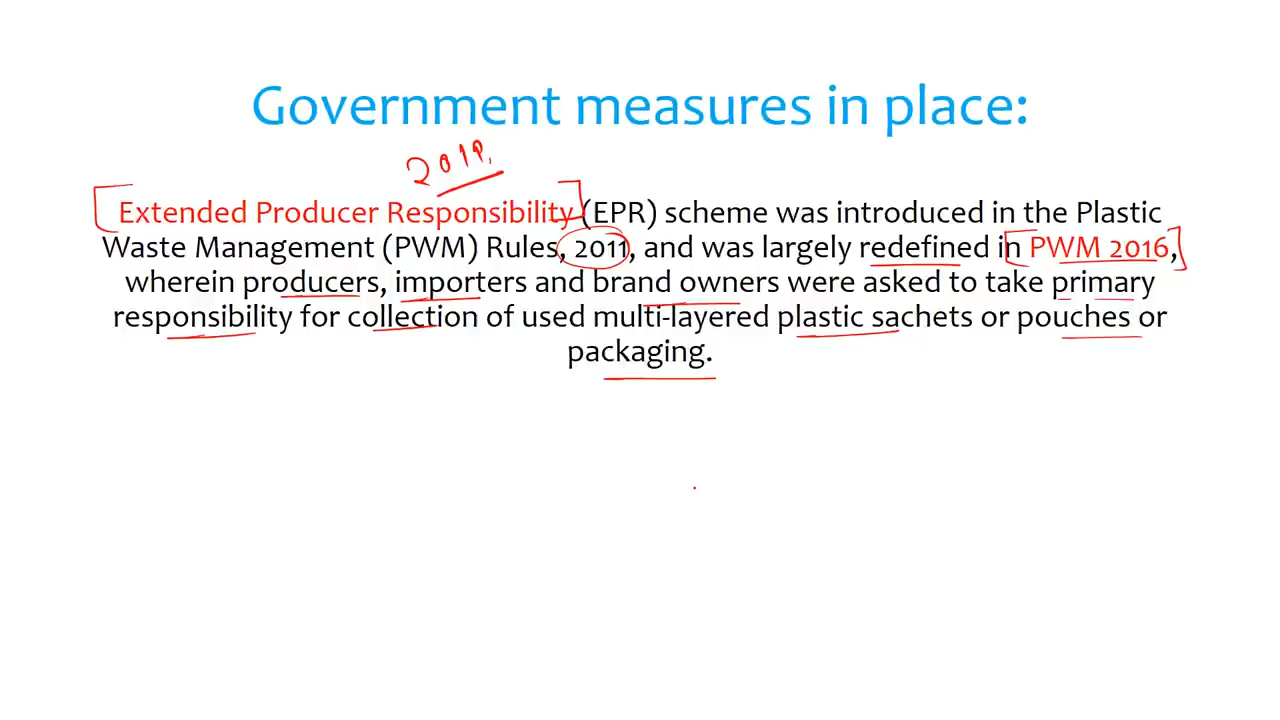 Government measures in place:
Extended Producer Responsibility (EPR) scheme was introduced in the Plastic
Waste Management (PWM) Rules, 2011, and was largely redefined in PWM 2016,
wherein producers, importers and brand owners were asked to take primary
responsibility for collection of used multi-layered plastic sachets or pouches or
packaging.